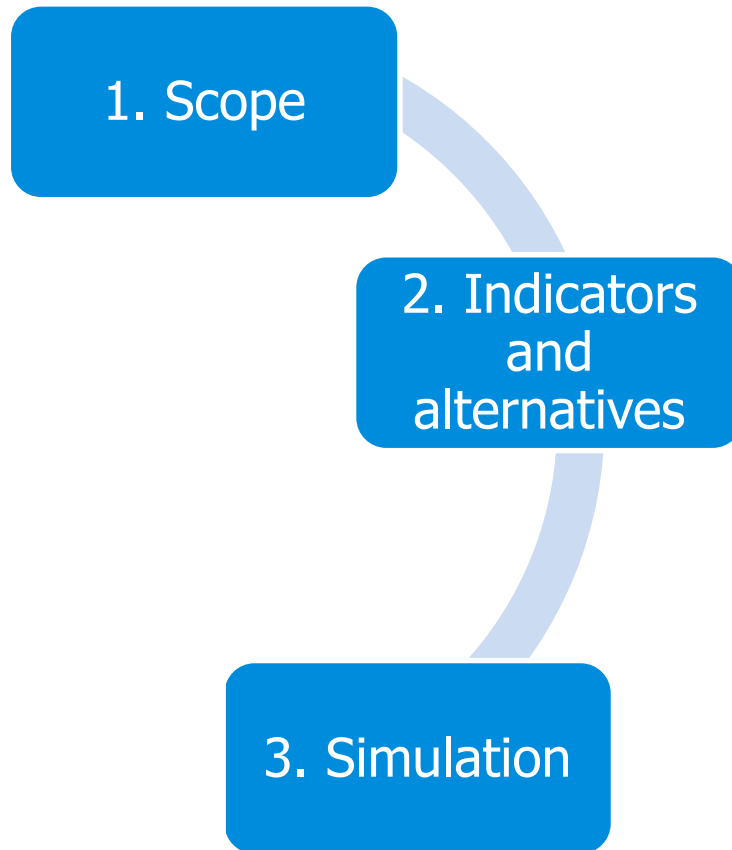 1. Scope
2. Indicators
and
alternatives
3. Simulation